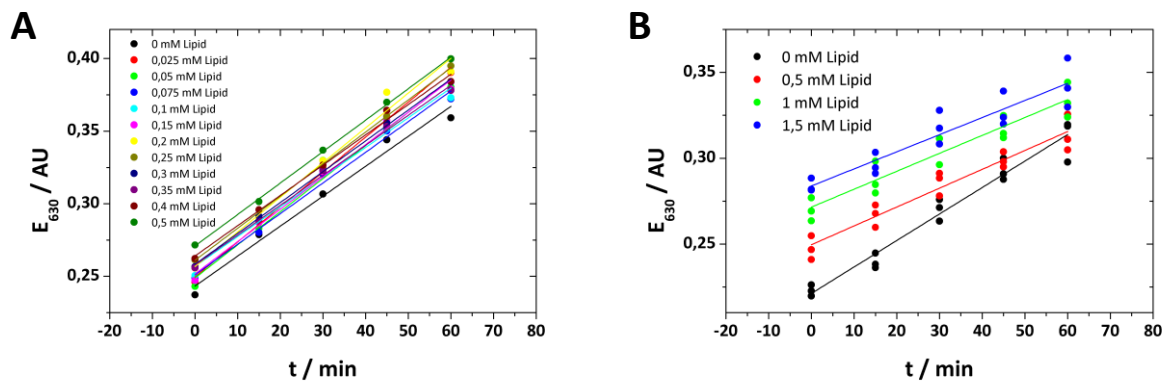 A
E630 / AU
0,40
0,35
0,30
0,25
0 mM Lipid
0,025 mM Lipid
0,05 mM Lipid
0,075 mM Lipid
0,1 mM Lipid
0,15 mM Lipid
0,2 mM Lipid
0,25 mM Lipid
0,3 mM Lipid
0,35 mM Lipid
0,4 mM Lipid
0,5 mM Lipid
-20 -10 0 10 20 30 40 50 60 70 80
t / min
B
E630 / AU
0,35
0,30
0,25
0 mM Lipid
0,5 mM Lipid
1 mM Lipid
1,5 mM Lipid
-20 -10 0 10 20 30 40 50 60 70 80
t / min